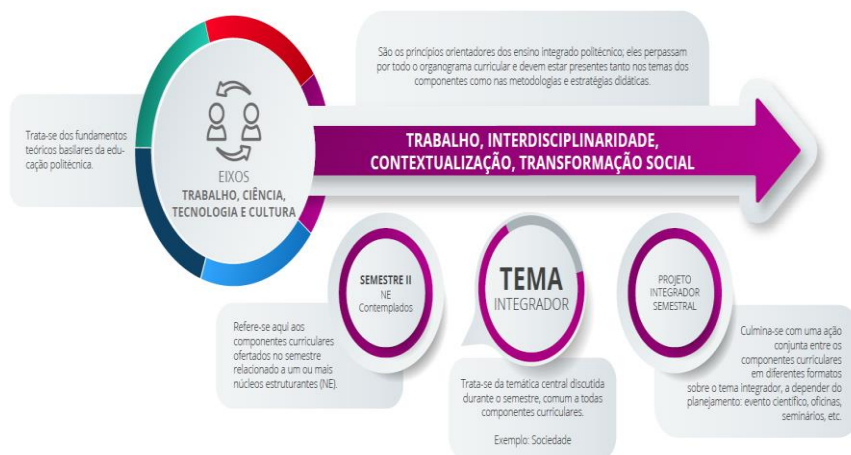 São os princípios orientadores dos ensino integrado politécnico; eles perpassam
por todo o organograma curricular e devem estar presentes tanto nos temas dos
componentes como nas metodologias e estratégias didáticas.
Trata-se dos fundamentos
teóricos basilares da edu-
cação politécnica.
EIXOS
TRABALHO, CIÊNCIA,
TECNOLOGIA E CULTURA
TRABALHO, INTERDISCIPLINARIDADE,
CONTEXTUALIZAÇÃO, TRANSFORMAÇÃO SOCIAL
SEMESTRE II
NE
Contemplados
Refere-se aqui aos
componentes curriculares
ofertados no semestre
relacionado a um ou mais
núcleos estruturantes (NE).
TEMA
INTEGRADOR
Trata-se da temática central discutida
durante o semestre, comum a todas
componentes curriculares.
Exemplo: Sociedade
PROJETO
INTEGRADOR
SEMESTRAL
Culmina-se com uma ação
conjunta entre os
componentes curriculares
em diferentes formatos
sobre o tema integrador, a depender do
planejamento: evento científico, oficinas,
seminários, etc.